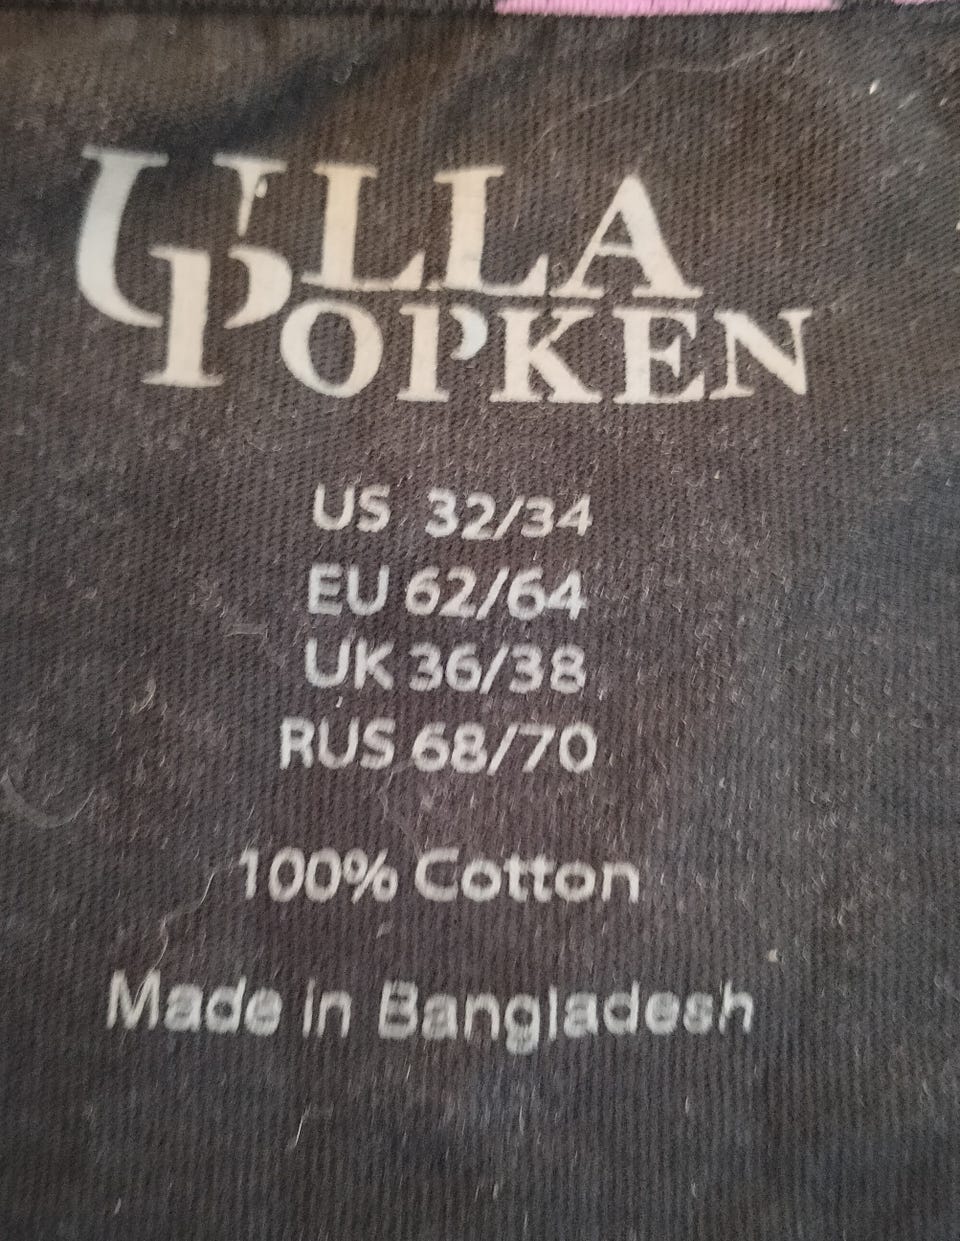 ULLA
POPKEN
US 32/34
EU 62/64
UK 36/38
RUS 68/70
100% Cotton
Made in Bangladesh